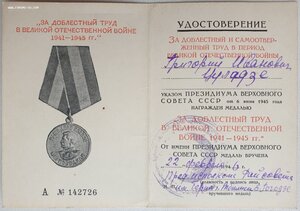 „ЗА ДОБЛЕСТНЫЙ ТРУД
В ВЕЛИКОЙ ОТЕЧЕСТВЕННОЙ ВОЙНЕ
1941—1945 гг.“
А № 142726
УДОСТОВЕРЕНИЕ
ЗА ДОБЛЕСТНЫЙ И САМООТВЕР-
ЖЕННЫЙ ТРУД В ПЕРИОД
ВЕЛИКОЙ ОТЕЧЕСТВЕННОЙ ВОЙНЫ
Григорий Иванович
УКАЗОМ ПРЕЗИДИУМА ВЕРХОВНОГО
СОВЕТА СССР от 6 июня 1945 года
НАГРАЖДЕН МЕДАЛЬЮ
„ЗА ДОБЛЕСТНЫЙ ТРУД В
ВЕЛИКОЙ ОТЕЧЕСТВЕННОЙ
ВОЙНЕ 1941—1945 гг.“
От имени ПРЕЗИДИУМА ВЕРХОВНОГО
СОВЕТА СССР МЕДАЛЬ ВРУЧЕНА
22 февраля